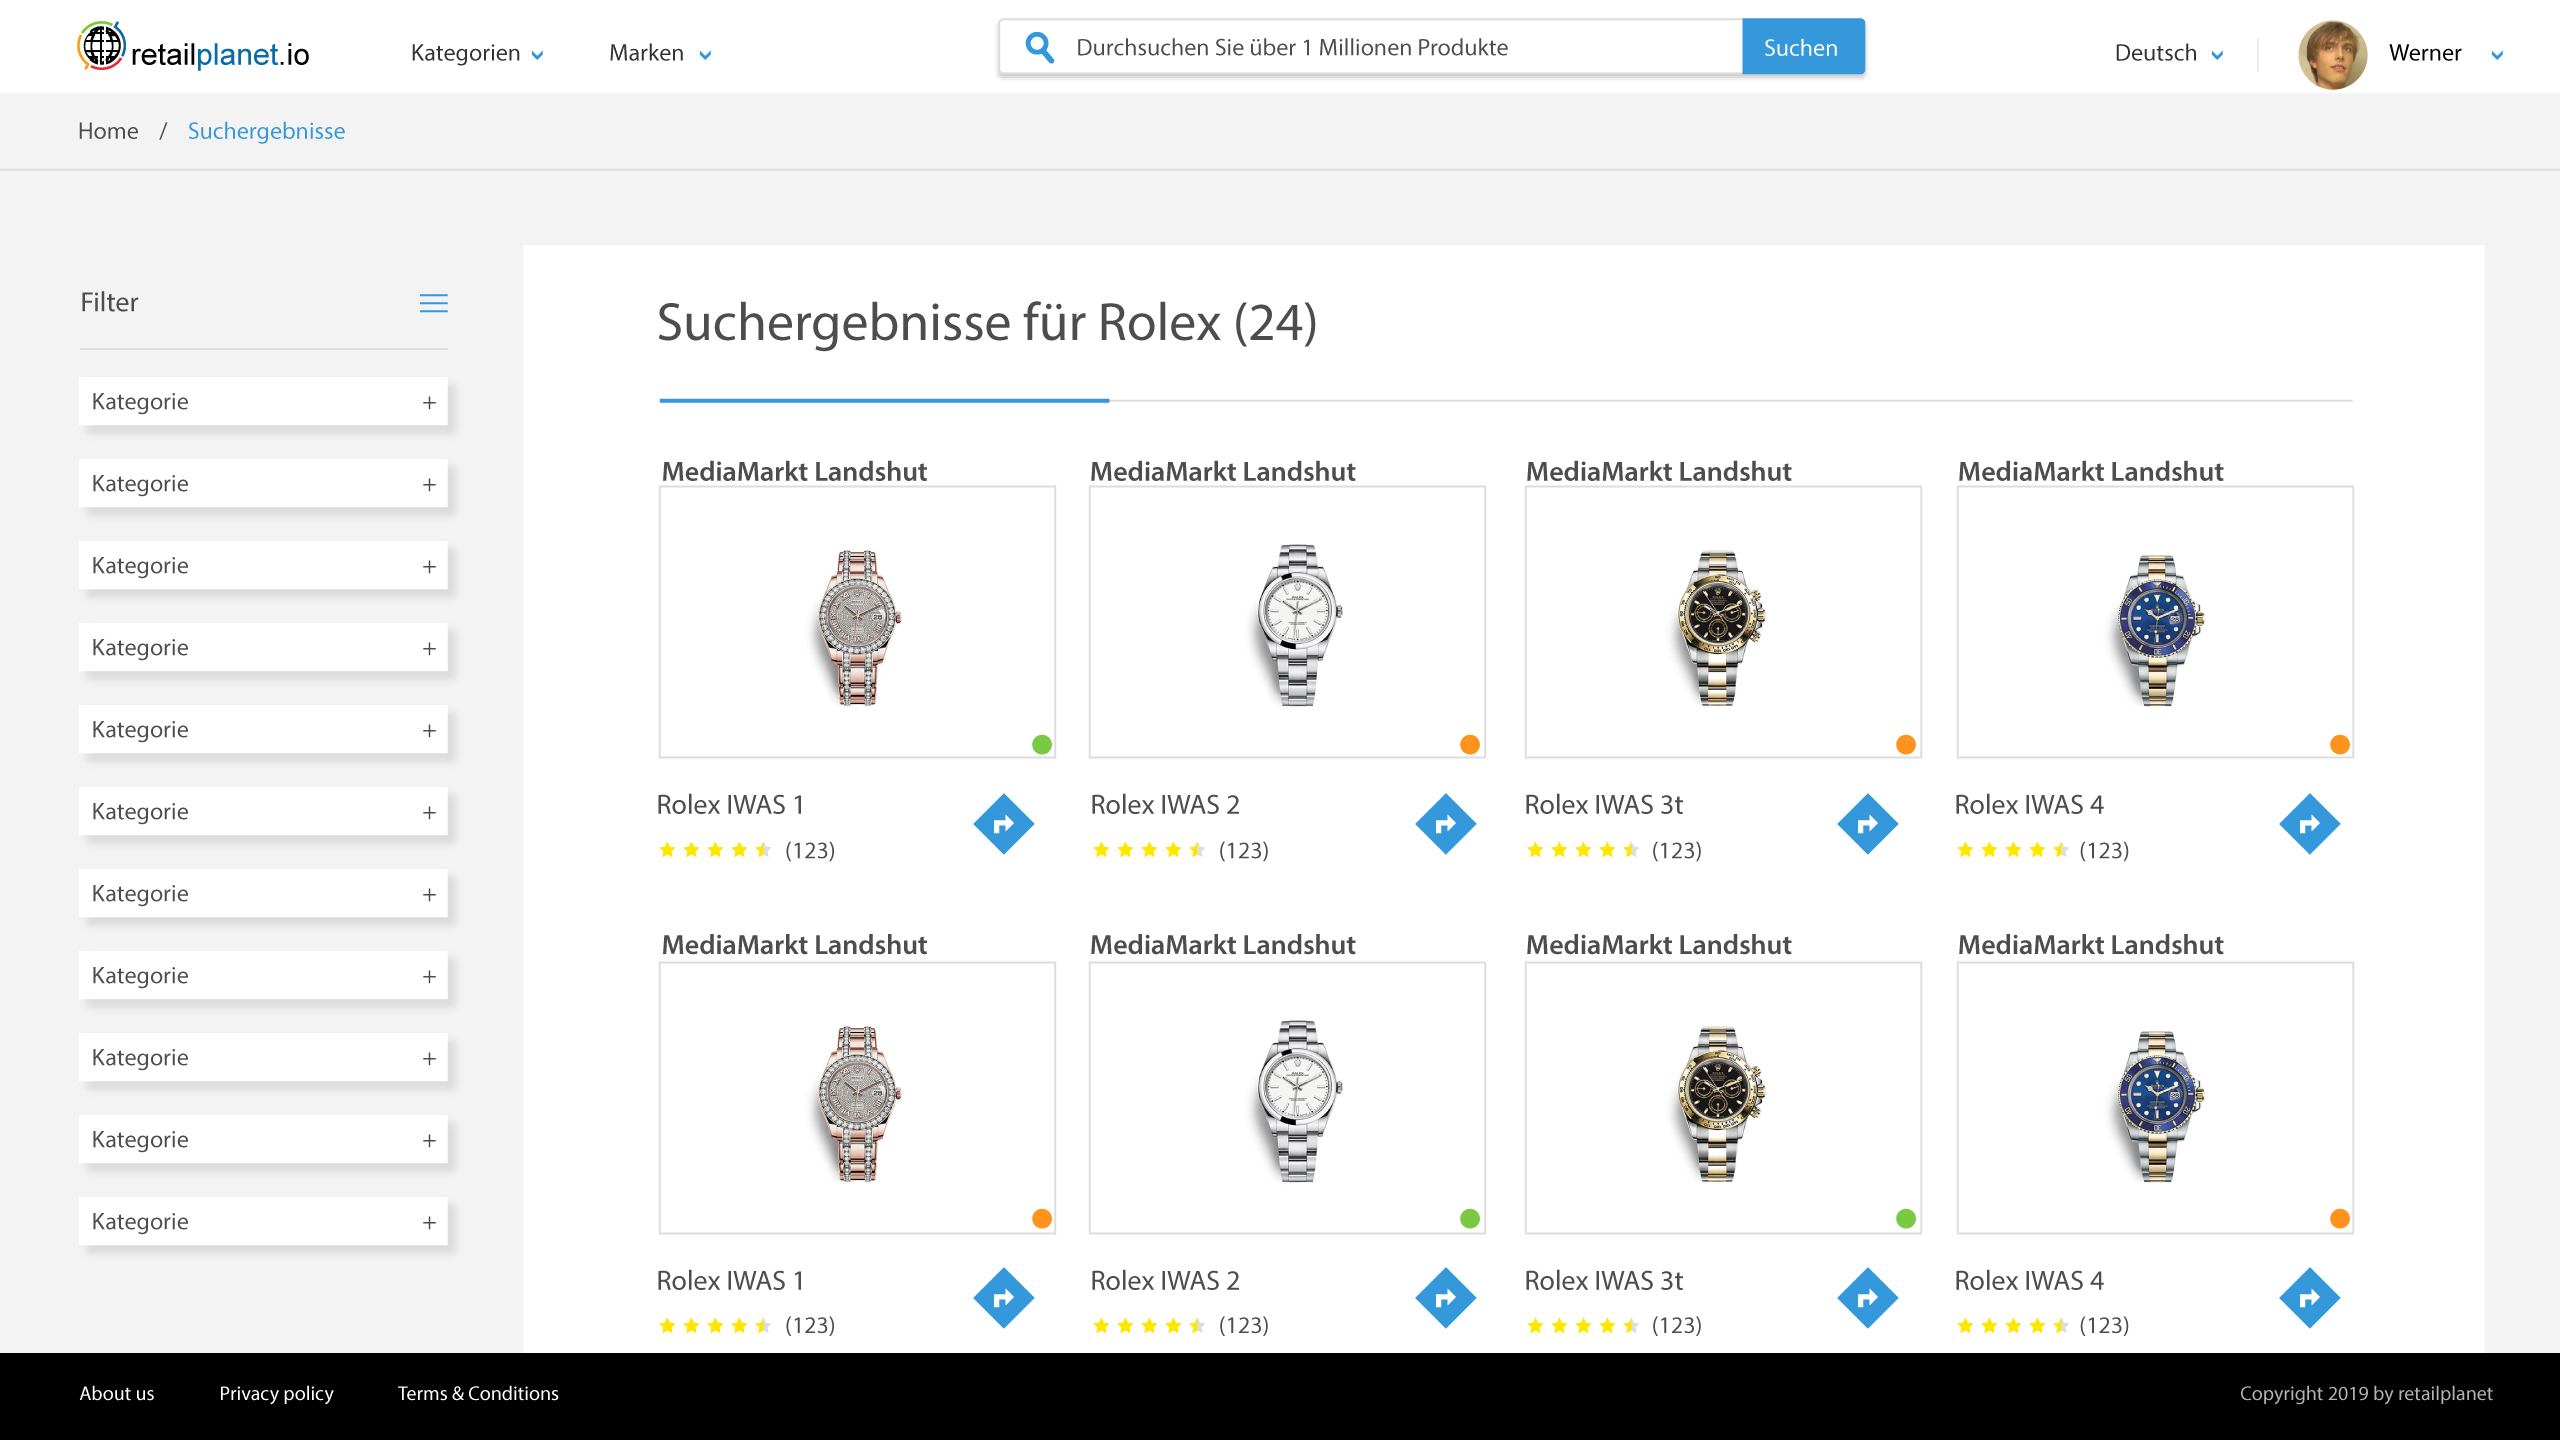 retailplanet.io
Kategorien
Marken
Durchsuchen Sie über 1 Millionen Produkte
Suchen
Deutsch
Werner
Home / Suchergebnisse
Filter
Kategorie +
Kategorie +
Kategorie +
Kategorie +
Kategorie +
Kategorie +
Kategorie +
Kategorie +
Kategorie +
Kategorie +
Kategorie +
Suchergebnisse für Rolex (24)
MediaMarkt Landshut
MediaMarkt Landshut
MediaMarkt Landshut
MediaMarkt Landshut
Rolex IWAS 1
(123)
Rolex IWAS 2
(123)
Rolex IWAS 3t
(123)
Rolex IWAS 4
(123)
MediaMarkt Landshut
MediaMarkt Landshut
MediaMarkt Landshut
MediaMarkt Landshut
Rolex IWAS 1
(123)
Rolex IWAS 2
(123)
Rolex IWAS 3t
(123)
Rolex IWAS 4
(123)
About us
Privacy policy
Terms & Conditions
Copyright 2019 by retailplanet